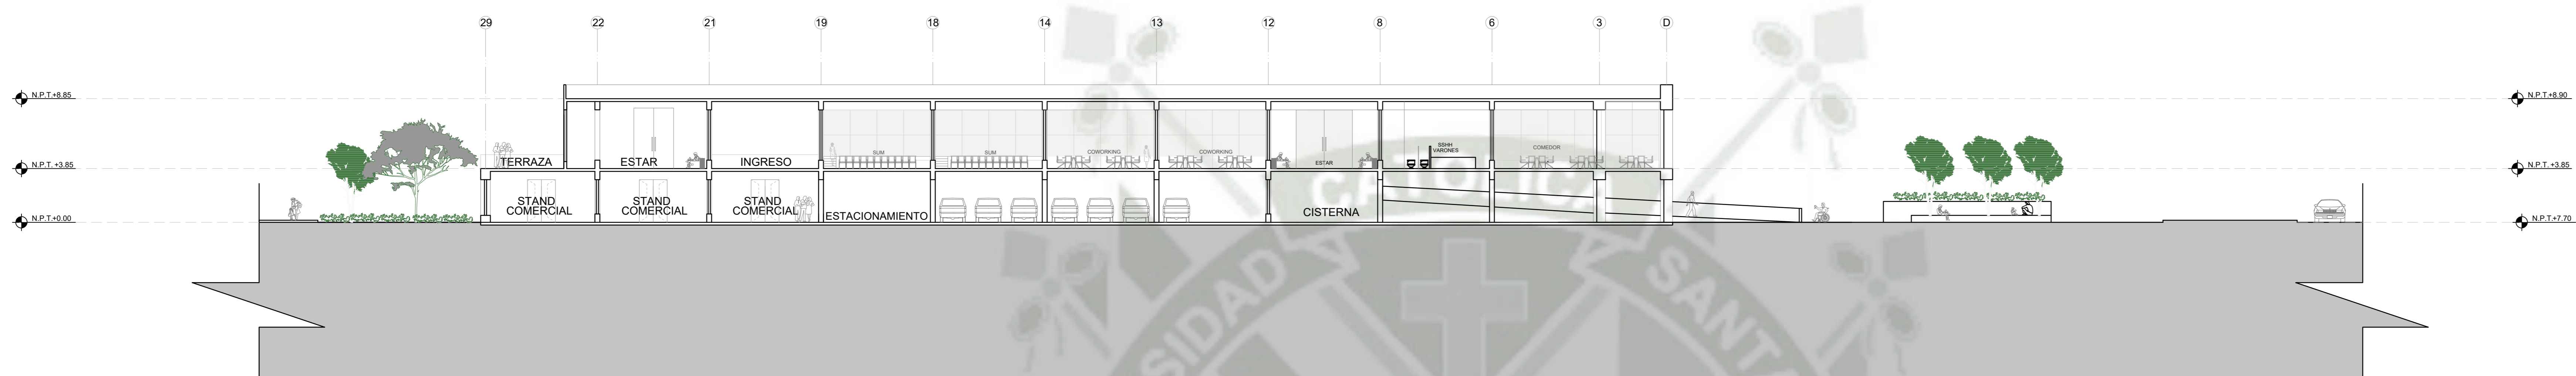 29 22 21 19 18 14 13 12 8 6 3 D
N.P.T.+8.85
N.P.T.+8.90
N.P.T. +3.85
N.P.T. +3.85
N.P.T.+0.00
N.P.T.+7.70
TERRAZA
ESTAR
INGRESO
SUM
SUM
COWORKING
COWORKING
ESTAR
SSHH
VARONES
COMEDOR
STAND
COMERCIAL
STAND
COMERCIAL
STAND
COMERCIAL
ESTACIONAMIENTO
CISTERNA
CATOLICA
SIDAD
SANT